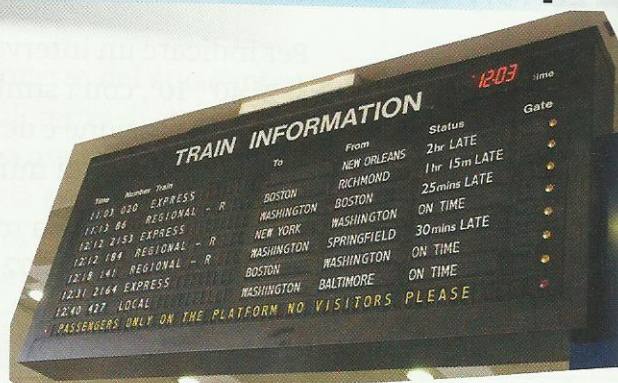 12:03 time
TRAIN INFORMATION
Time Number Train To From Status Gate
11:03 020 EXPRESS NEW ORLEANS 2hr LATE
11:13 86 REGIONAL - R BOSTON RICHMOND 1hr 15m LATE
12:12 2153 EXPRESS WASHINGTON BOSTON 25mins LATE
12:12 184 REGIONAL - R NEW YORK WASHINGTON ON TIME
12:18 141 REGIONAL - R WASHINGTON SPRINGFIELD 30mins LATE
12:31 2164 EXPRESS BOSTON WASHINGTON ON TIME
12:40 427 LOCAL WASHINGTON BALTIMORE ON TIME
PASSENGERS ONLY ON THE PLATFORM NO VISITORS PLEASE